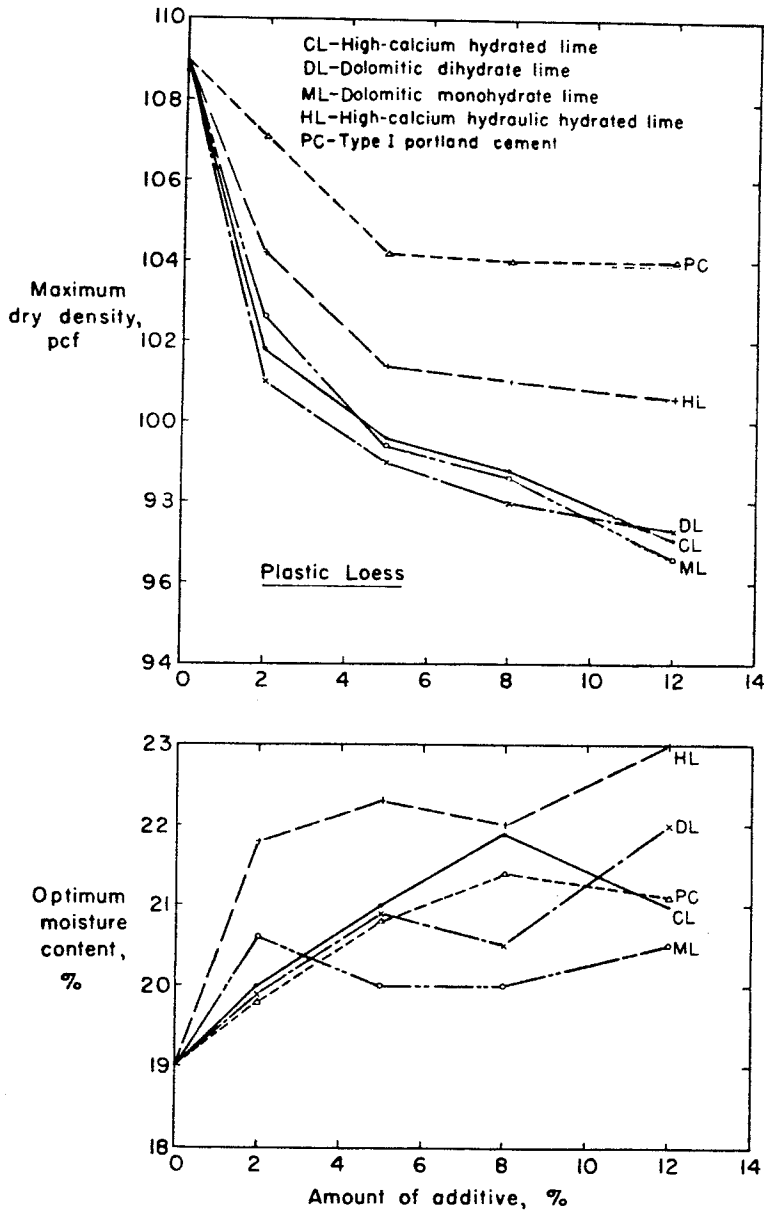 110
CL-High-calcium hydrated lime
DL-Dolomitic dihydrate lime
108
ML-Dolomitic monohydrate lime
HL-High-calcium hydraulic hydrated lime
PC-Type I portland cement
106
104
PC
Maximum
dry density,
pcf
102
HL
100
93
DL
CL
ML
Plastic Loess
96
94
0 2 4 6 8 10 12 14
23
HL
22
DL
Optimum
moisture
content,
%
21
PC
CL
ML
20
19
18
0 2 4 6 8 10 12 14
Amount of additive, %